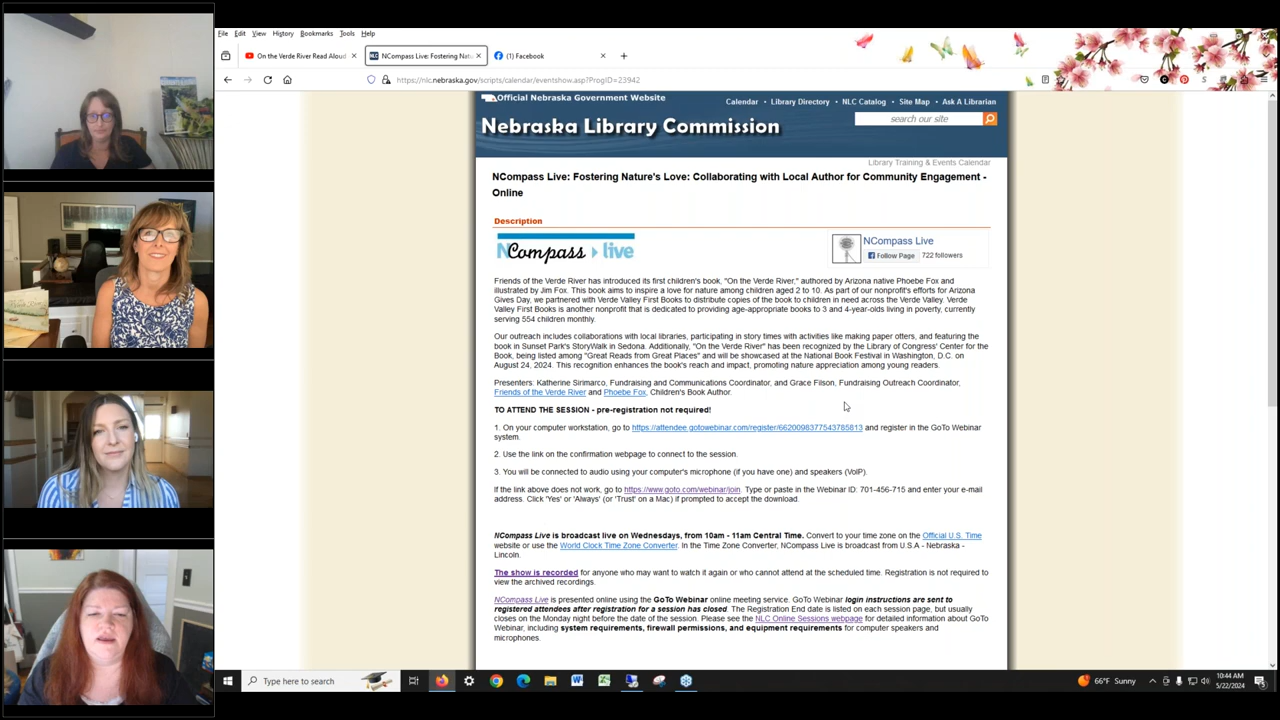 File Edit View History Bookmarks Tools Help
On the Verde River Read Aloud
NCompass Live: Fostering Natu
(1) Facebook
https://nlc.nebraska.gov/scripts/calendar/eventshow.asp?ProgID=23942
Official Nebraska Government Website
Calendar • Library Directory • NLC Catalog • Site Map • Ask A Librarian
Nebraska Library Commission
search our site
Library Training & Events Calendar
NCompass Live: Fostering Nature's Love: Collaborating with Local Author for Community Engagement -
Online
Description
NCompass live
NCompass Live
Follow Page 722 followers
Friends of the Verde River has introduced its first children's book, "On the Verde River," authored by Arizona native Phoebe Fox and
illustrated by Jim Fox. This book aims to inspire a love for nature among children aged 2 to 10. As part of our nonprofit's efforts for Arizona
Gives Day, we partnered with Verde Valley First Books to distribute copies of the book to children in need across the Verde Valley. Verde
Valley First Books is another nonprofit that is dedicated to providing age-appropriate books to 3 and 4-year-olds living in poverty, currently
serving 554 children monthly.
Our outreach includes collaborations with local libraries, participating in story times with activities like making paper otters, and featuring the
book in Sunset Park's StoryWalk in Sedona. Additionally, "On the Verde River" has been recognized by the Library of Congress' Center for the
Book, being listed among "Great Reads from Great Places" and will be showcased at the National Book Festival in Washington, D.C. on
August 24, 2024. This recognition enhances the book's reach and impact, promoting nature appreciation among young readers.
Presenters: Katherine Sirimarco, Fundraising and Communications Coordinator, and Grace Filson, Fundraising Outreach Coordinator,
Friends of the Verde River and Phoebe Fox, Children's Book Author.
TO ATTEND THE SESSION - pre-registration not required!
1. On your computer workstation, go to https://attendee.gotowebinar.com/register/6620098377543785813 and register in the GoTo Webinar
system.
2. Use the link on the confirmation webpage to connect to the session.
3. You will be connected to audio using your computer's microphone (if you have one) and speakers (VoIP).
If the link above does not work, go to https://www.goto.com/webinar/join. Type or paste in the Webinar ID: 701-456-715 and enter your e-mail
address. Click 'Yes' or 'Always' (or 'Trust' on a Mac) if prompted to accept the download.
NCompass Live is broadcast live on Wednesdays, from 10am - 11am Central Time. Convert to your time zone on the Official U.S. Time
website or use the World Clock Time Zone Converter. In the Time Zone Converter, NCompass Live is broadcast from U.S.A - Nebraska -
Lincoln.
The show is recorded for anyone who may want to watch it again or who cannot attend at the scheduled time. Registration is not required to
view the archived recordings.
NCompass Live is presented online using the GoTo Webinar online meeting service. GoTo Webinar login instructions are sent to
registered attendees after registration for a session has closed. The Registration End date is listed on each session page, but usually
closes on the Monday night before the date of the session. Please see the NLC Online Sessions webpage for detailed information about GoTo
Webinar, including system requirements, firewall permissions, and equipment requirements for computer speakers and
microphones.
Type here to search
66°F Sunny
10:44 AM
5/22/2024